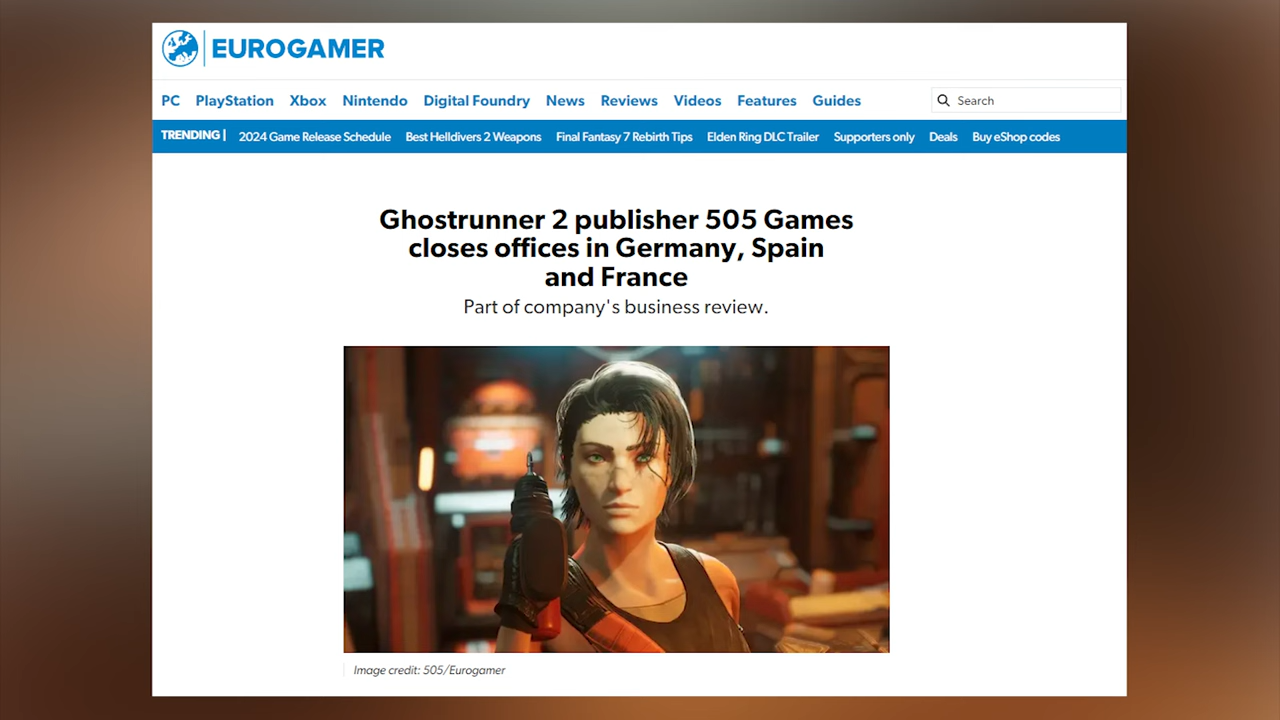 EUROGAMER
PC PlayStation Xbox Nintendo Digital Foundry News Reviews Videos Features Guides Search
TRENDING | 2024 Game Release Schedule Best Helldivers 2 Weapons Final Fantasy 7 Rebirth Tips Elden Ring DLC Trailer Supporters only Deals Buy eShop codes
Ghostrunner 2 publisher 505 Games
closes offices in Germany, Spain
and France
Part of company's business review.
Image credit: 505/Eurogamer